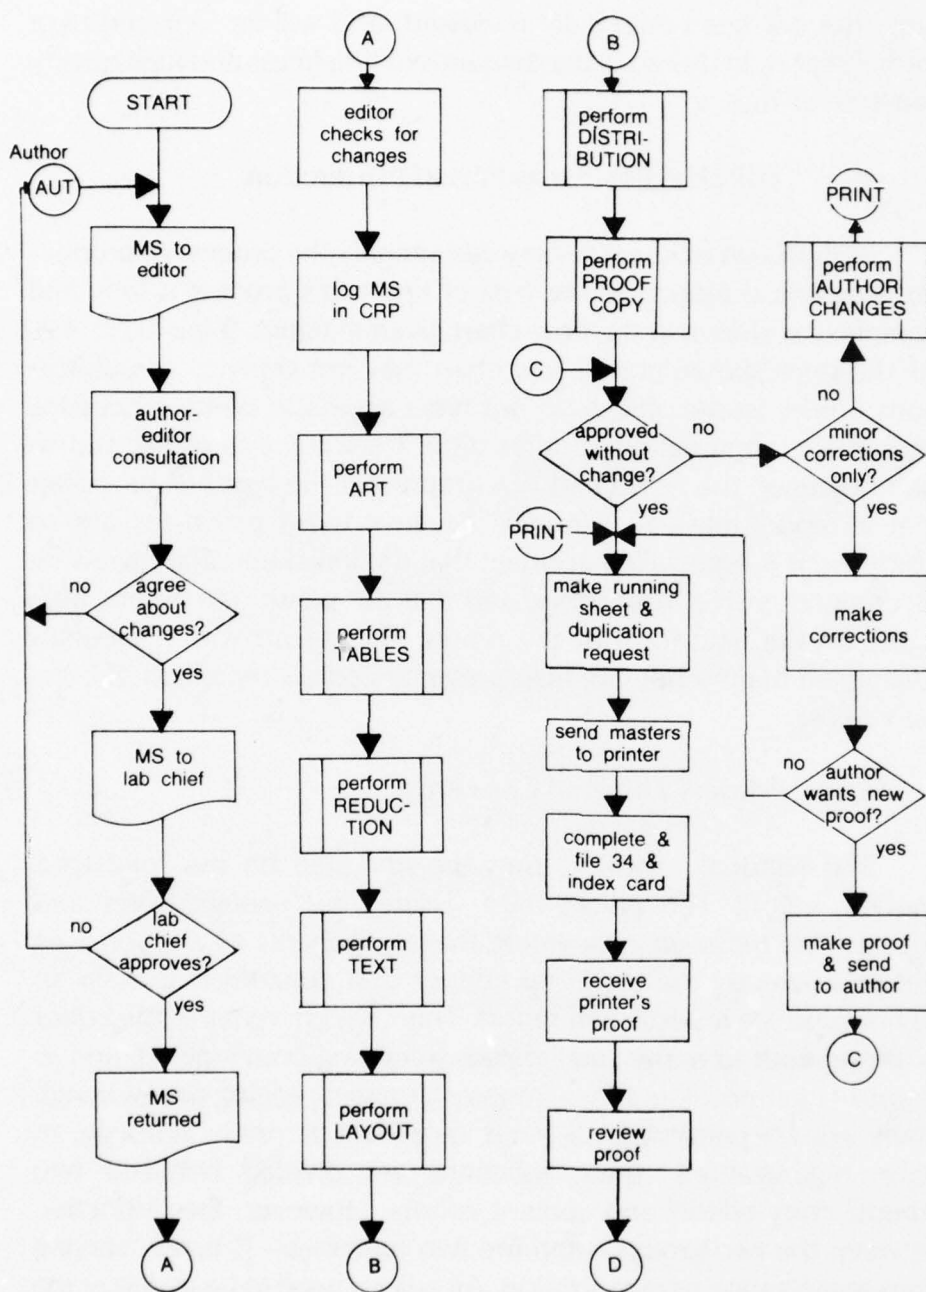 START
Author
AUT
MS to
editor
author-
editor
consultation
no
agree
about
changes?
yes
MS to
lab chief
no
lab
chief
approves?
yes
MS
returned
A
A
editor
checks for
changes
log MS
in CRP
perform
ART
perform
TABLES
perform
REDUC-
TION
perform
TEXT
perform
LAYOUT
B
B
perform
DISTRI-
BUTION
perform
PROOF
COPY
C
approved
without
change?
no
yes
PRINT
make running
sheet &
duplication
request
send masters
to printer
complete &
file 34 &
index card
receive
printer's
proof
review
proof
D
PRINT
perform
AUTHOR
CHANGES
no
minor
corrections
only?
yes
make
corrections
no
author
wants new
proof?
yes
make proof
& send
to author
C